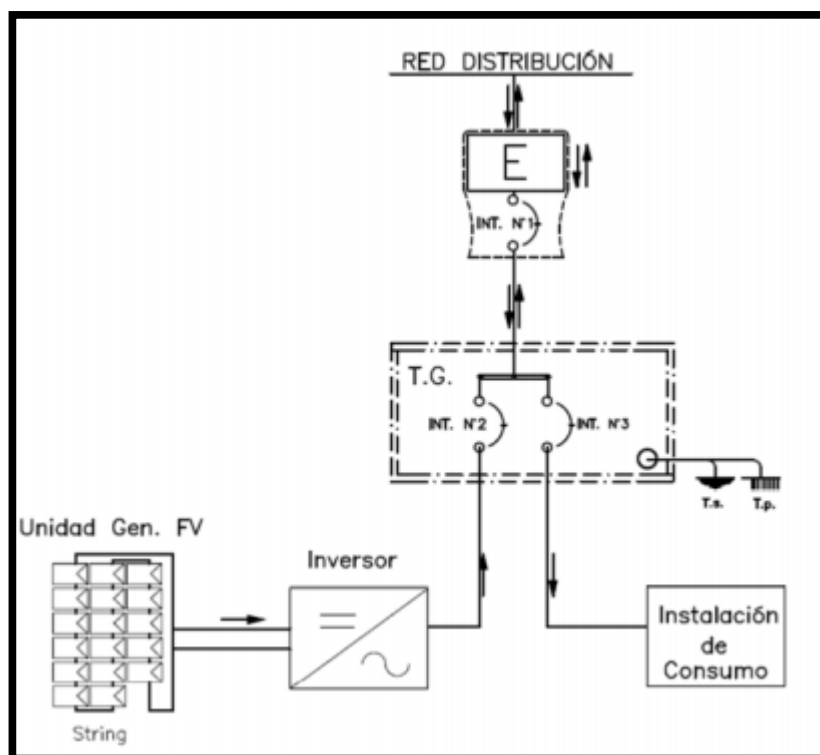 RED DISTRIBUCIÓN
E
INT. N°1
T.G.
INT. N°2
INT. N°3
T.s.
T.p.
Unidad Gen. FV
Inversor
Instalación
de
Consumo
String